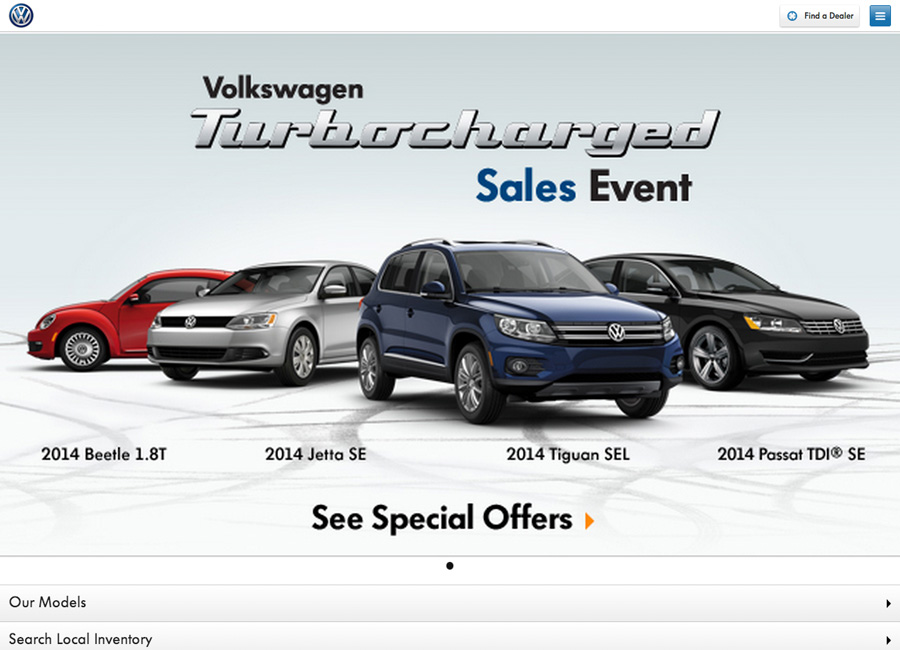 Find a Dealer
Volkswagen
Turbocharged
Sales Event
2014 Beetle 1.8T
2014 Jetta SE
2014 Tiguan SEL
2014 Passat TDI® SE
See Special Offers
Our Models
Search Local Inventory